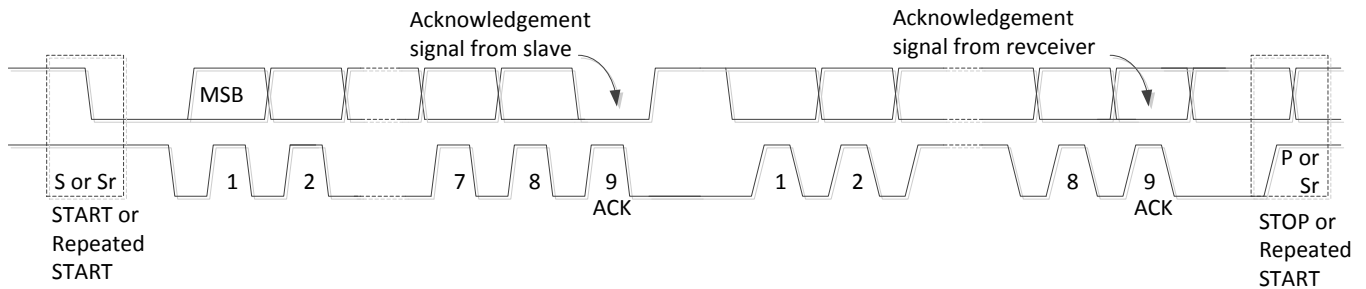 Acknowledgement
signal from slave
Acknowledgement
signal from revceiver
MSB
S or Sr
1
2
7
8
9
ACK
1
2
8
9
ACK
P or
Sr
START or
Repeated
START
STOP or
Repeated
START